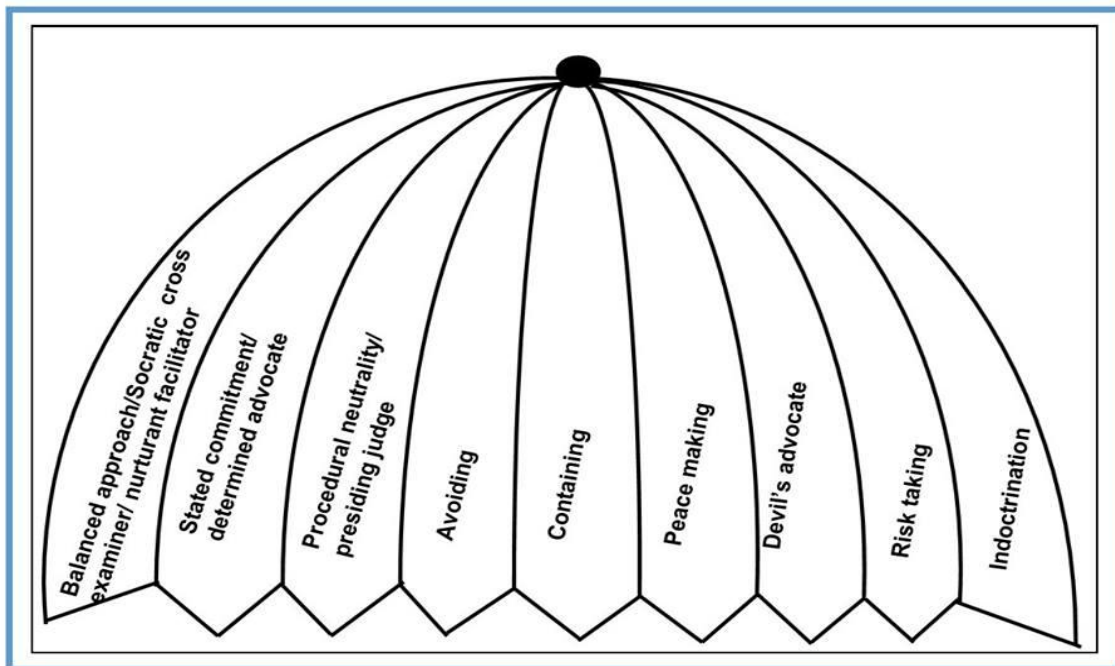 Balanced approach/Socratic cross
examiner/ nurturant facilitator
Stated commitment/
determined advocate
Procedural neutrality/
presiding judge
Avoiding
Containing
Peace making
Devil's advocate
Risk taking
Indoctrination